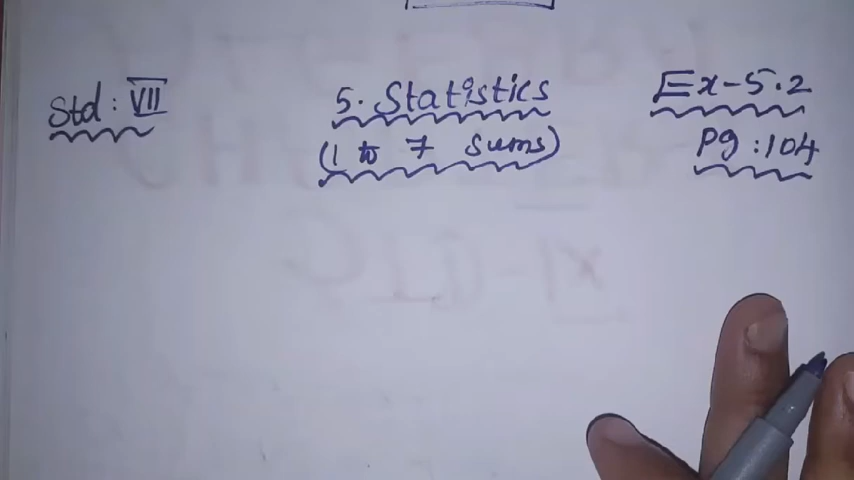 Std : VII 5. Statistics Ex-5.2
(1 to 7 sums) Pg : 104